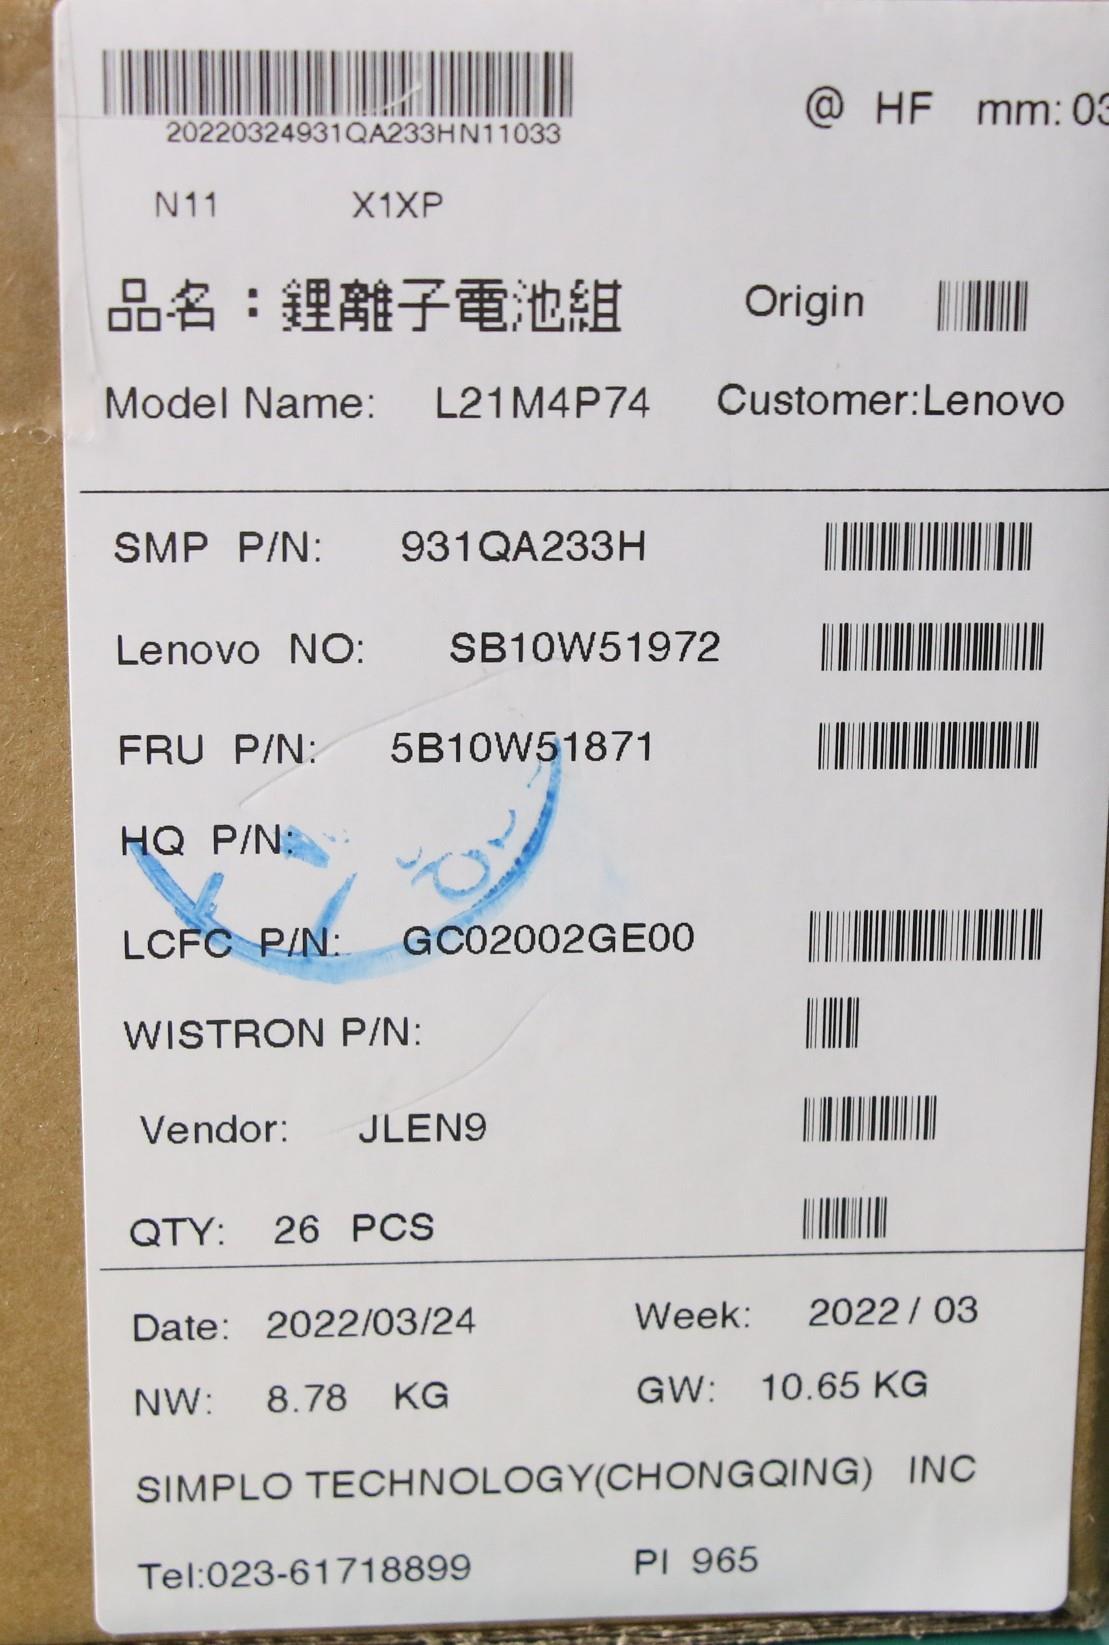 @ HF mm: 03
20220324931QA233HN11033
N11 X1XP
品名：鋰離子電池組 Origin
Model Name: L21M4P74 Customer:Lenovo
SMP P/N: 931QA233H
Lenovo NO: SB10W51972
FRU P/N: 5B10W51871
HQ P/N:
LCFC P/N: GC02002GE00
WISTRON P/N:
Vendor: JLEN9
QTY: 26 PCS
Date: 2022/03/24 Week: 2022 / 03
NW: 8.78 KG GW: 10.65 KG
SIMPLO TECHNOLOGY(CHONGQING) INC
Tel:023-61718899 PI 965